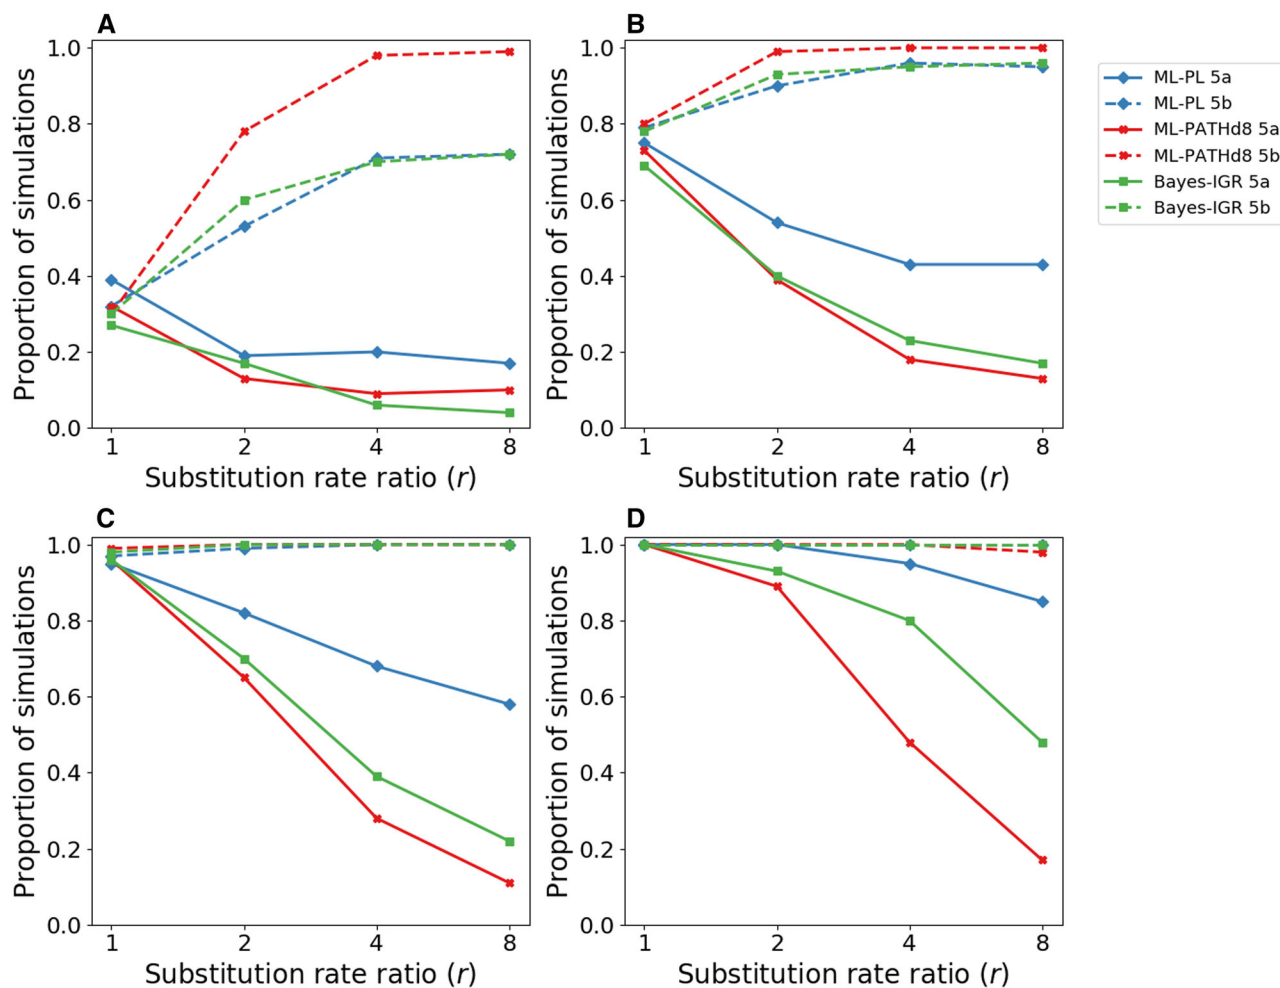 A
1.0
0.8
0.6
0.4
0.2
0.0
Proportion of simulations
1 2 4 8
Substitution rate ratio (r)
B
1.0
0.8
0.6
0.4
0.2
0.0
Proportion of simulations
1 2 4 8
Substitution rate ratio (r)
ML-PL 5a
ML-PL 5b
ML-PATHd8 5a
ML-PATHd8 5b
Bayes-IGR 5a
Bayes-IGR 5b
C
1.0
0.8
0.6
0.4
0.2
0.0
Proportion of simulations
1 2 4 8
Substitution rate ratio (r)
D
1.0
0.8
0.6
0.4
0.2
0.0
Proportion of simulations
1 2 4 8
Substitution rate ratio (r)